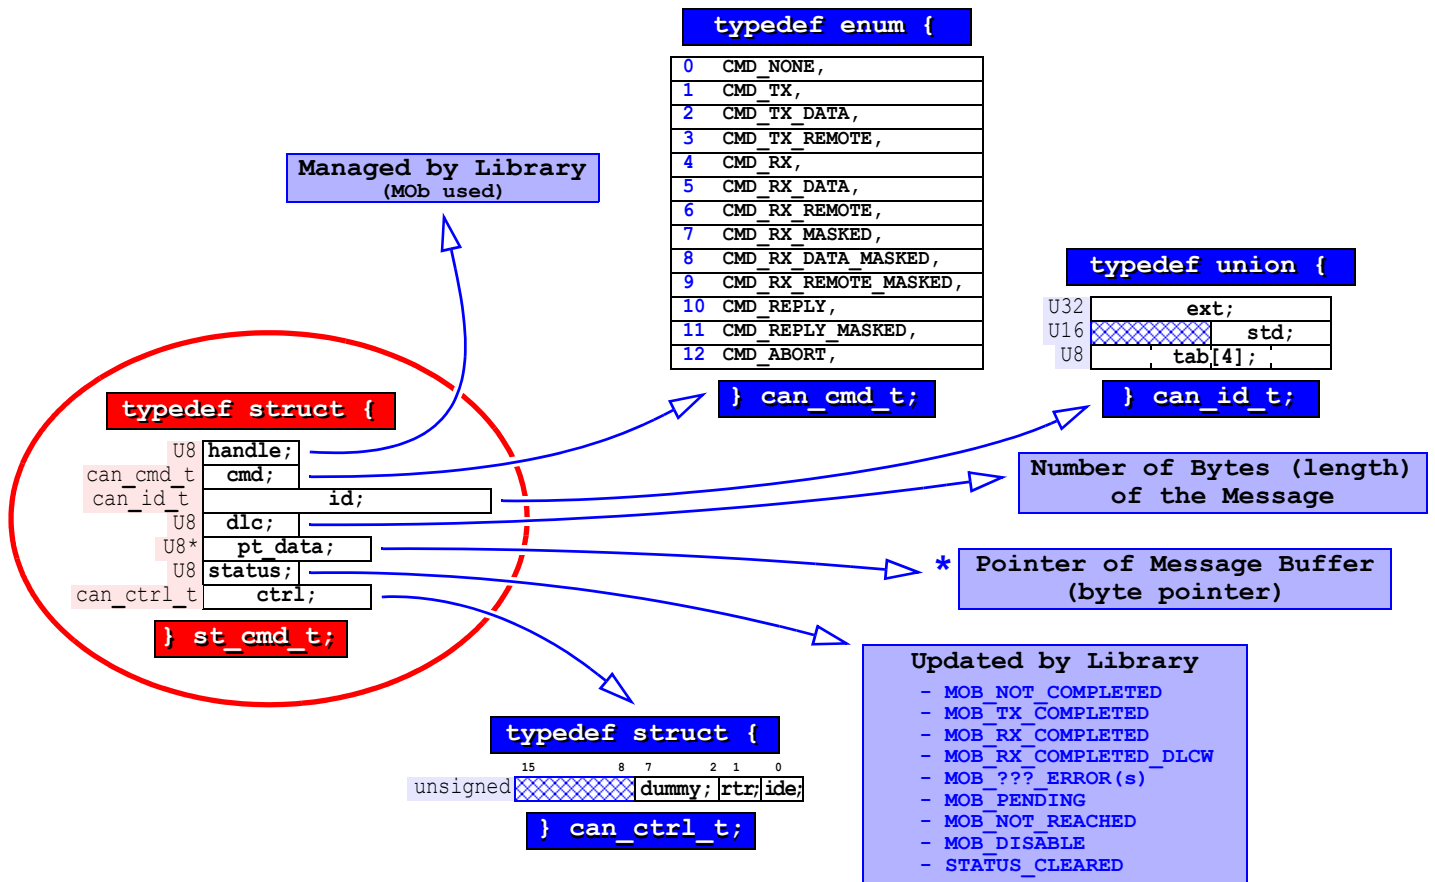 typedef enum {
0 CMD_NONE,
1 CMD_TX,
2 CMD_TX_DATA,
3 CMD_TX_REMOTE,
4 CMD_RX,
5 CMD_RX_DATA,
6 CMD_RX_REMOTE,
7 CMD_RX_MASKED,
8 CMD_RX_DATA_MASKED,
9 CMD_RX_REMOTE_MASKED,
10 CMD_REPLY,
11 CMD_REPLY_MASKED,
12 CMD_ABORT,
} can_cmd_t;
Managed by Library
(MOb used)
typedef union {
U32 ext;
U16 std;
U8 tab[4];
} can_id_t;
typedef struct {
U8 handle;
can_cmd_t cmd;
can_id_t id;
U8 dlc;
U8* pt_data;
U8 status;
can_ctrl_t ctrl;
} st_cmd_t;
Number of Bytes (length)
of the Message
* Pointer of Message Buffer
(byte pointer)
Updated by Library
- MOB_NOT_COMPLETED
- MOB_TX_COMPLETED
- MOB_RX_COMPLETED
- MOB_RX_COMPLETED_DLCW
- MOB_???_ERROR(s)
- MOB_PENDING
- MOB_NOT_REACHED
- MOB_DISABLE
- STATUS_CLEARED
typedef struct {
15 8 7 2 1 0
unsigned dummy; rtr; ide;
} can_ctrl_t;